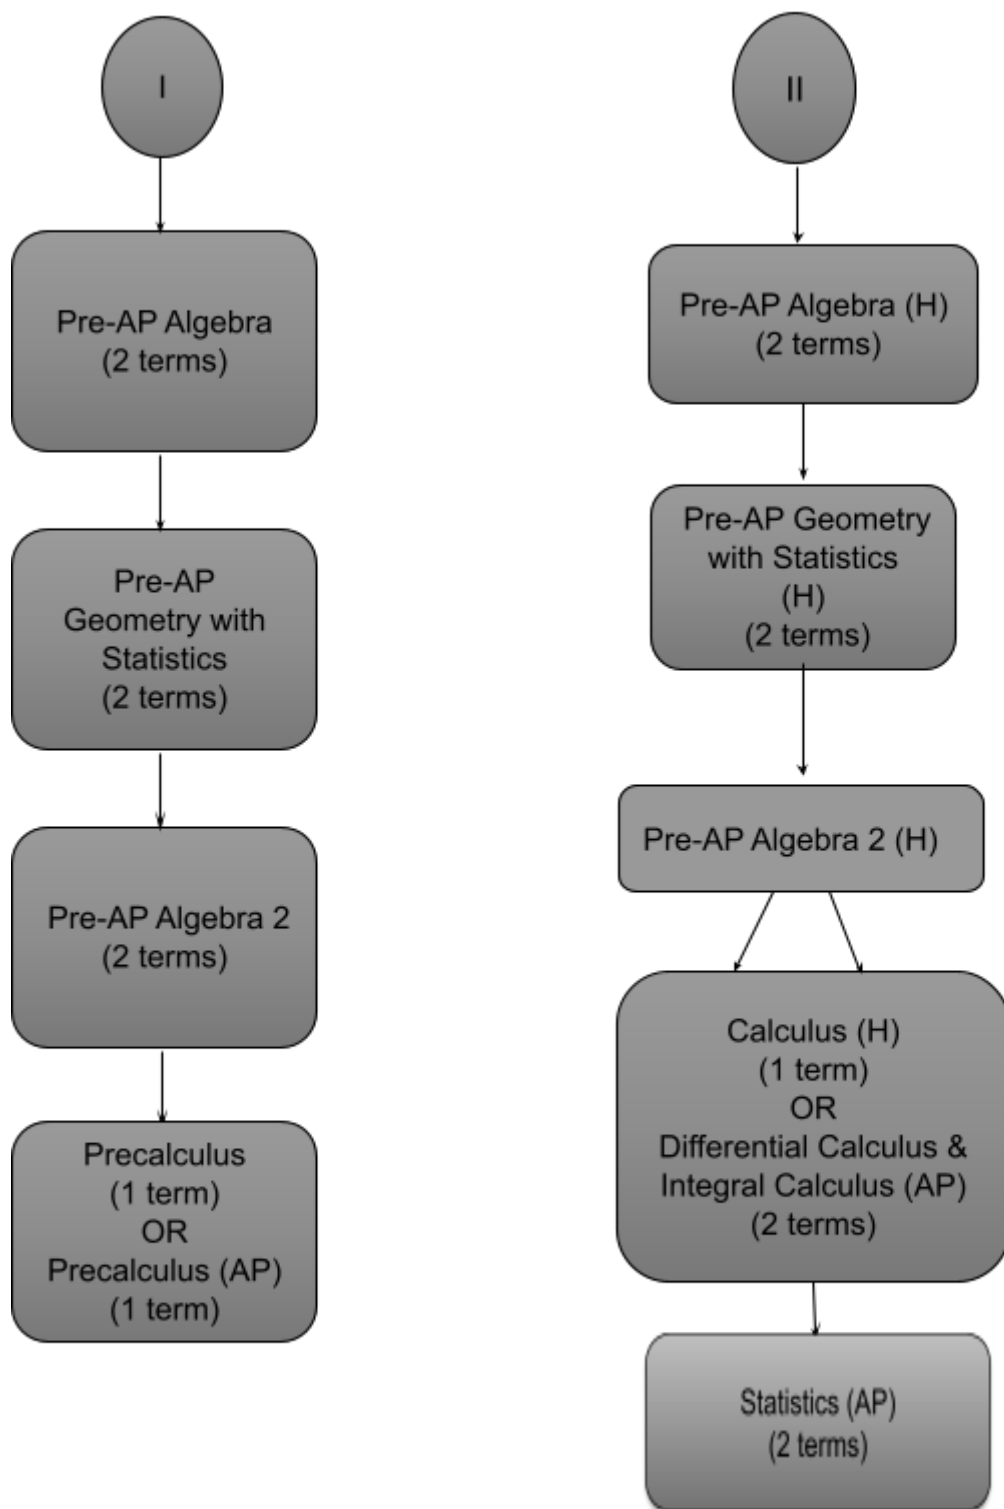 I
Pre-AP Algebra
(2 terms)
Pre-AP
Geometry with
Statistics
(2 terms)
Pre-AP Algebra 2
(2 terms)
Precalculus
(1 term)
OR
Precalculus (AP)
(1 term)
II
Pre-AP Algebra (H)
(2 terms)
Pre-AP Geometry
with Statistics
(H)
(2 terms)
Pre-AP Algebra 2 (H)
Calculus (H)
(1 term)
OR
Differential Calculus &
Integral Calculus (AP)
(2 terms)
Statistics (AP)
(2 terms)